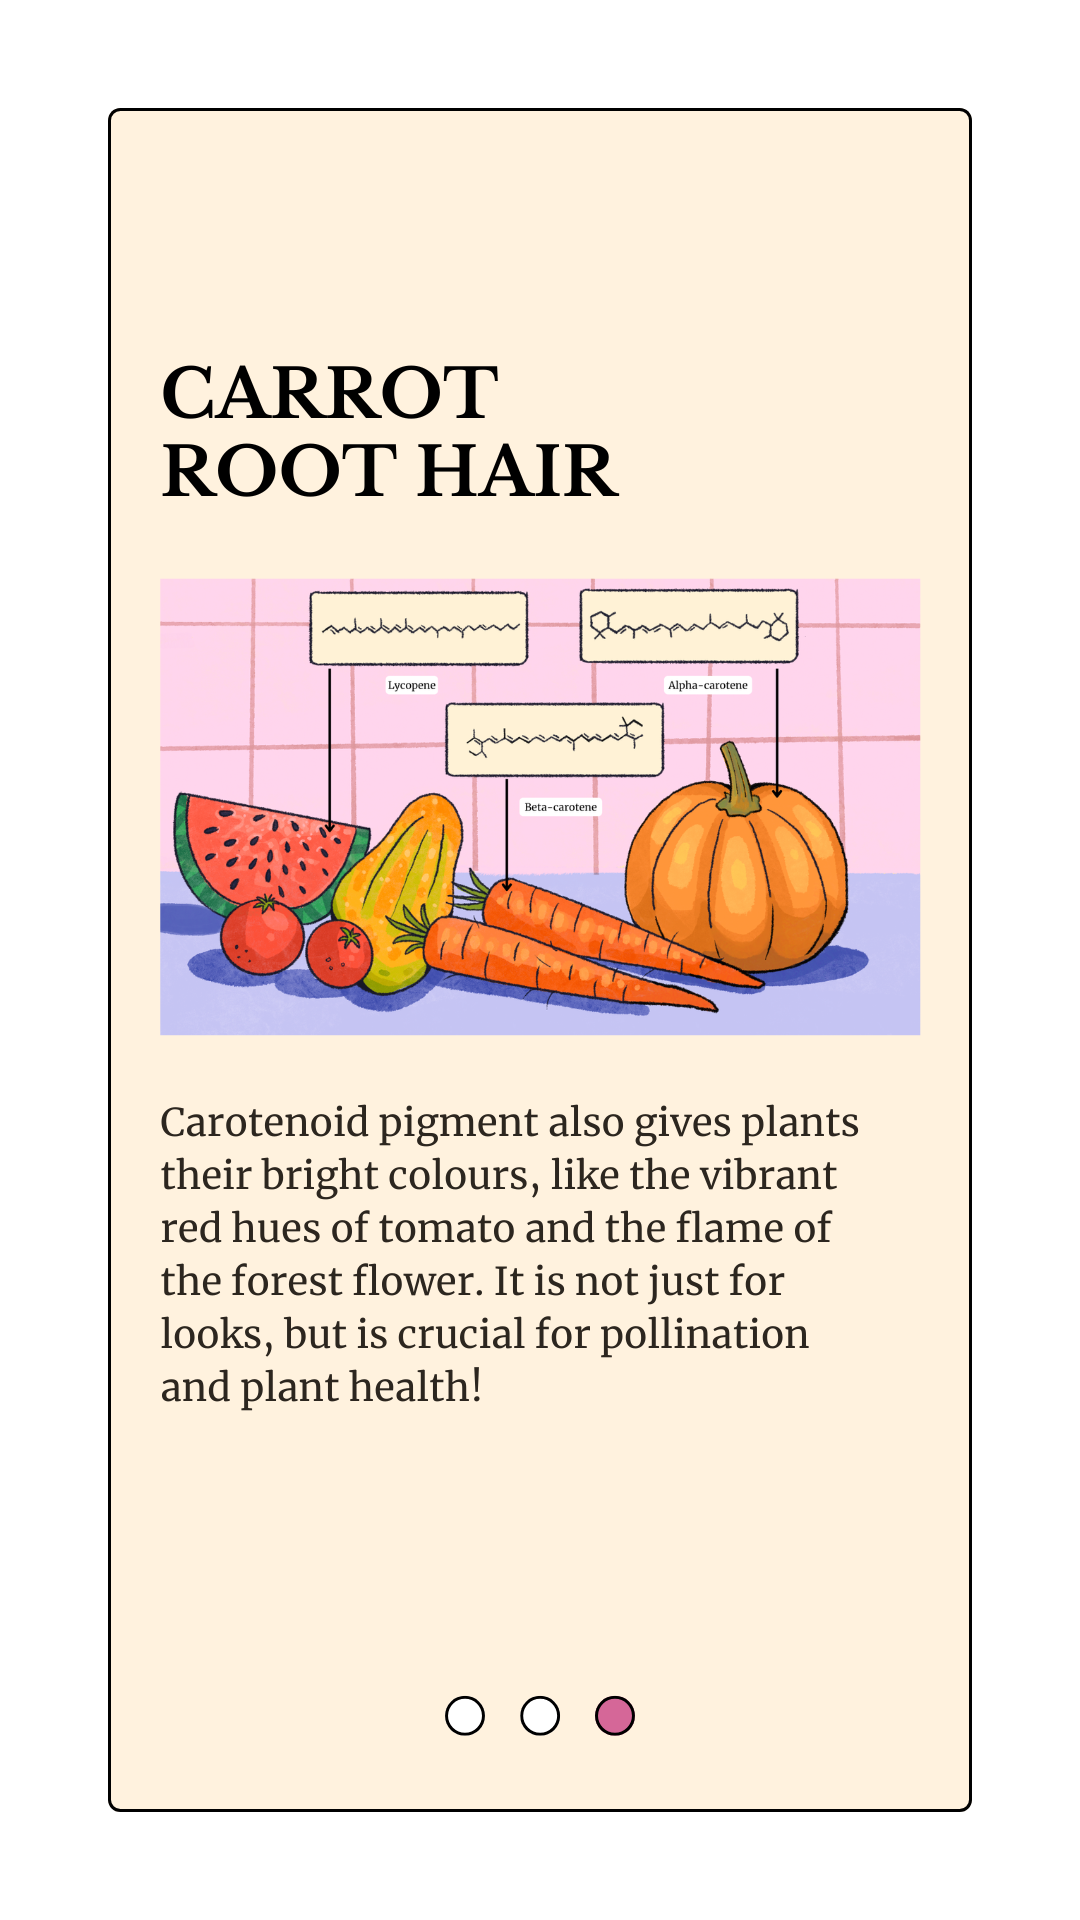 CARROT
ROOT HAIR
Lycopene
Alpha-carotene
Beta-carotene
Carotenoid pigment also gives plants
their bright colours, like the vibrant
red hues of tomato and the flame of
the forest flower. It is not just for
looks, but is crucial for pollination
and plant health!